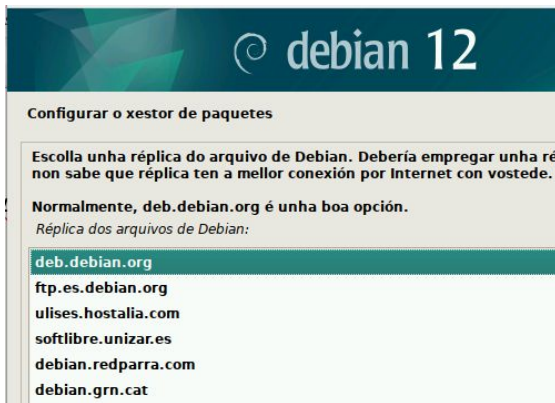 debian 12
Configurar o xestor de paquetes
Escolla unha réplica do arquivo de Debian. Debería empregar unha
non sabe que réplica ten a mellor conexión por Internet con vostede.
Normalmente, deb.debian.org é unha boa opción.
Réplica dos arquivos de Debian:
deb.debian.org
ftp.es.debian.org
ulises.hostalia.com
softlibre.unizar.es
debian.redparra.com
debian.grn.cat